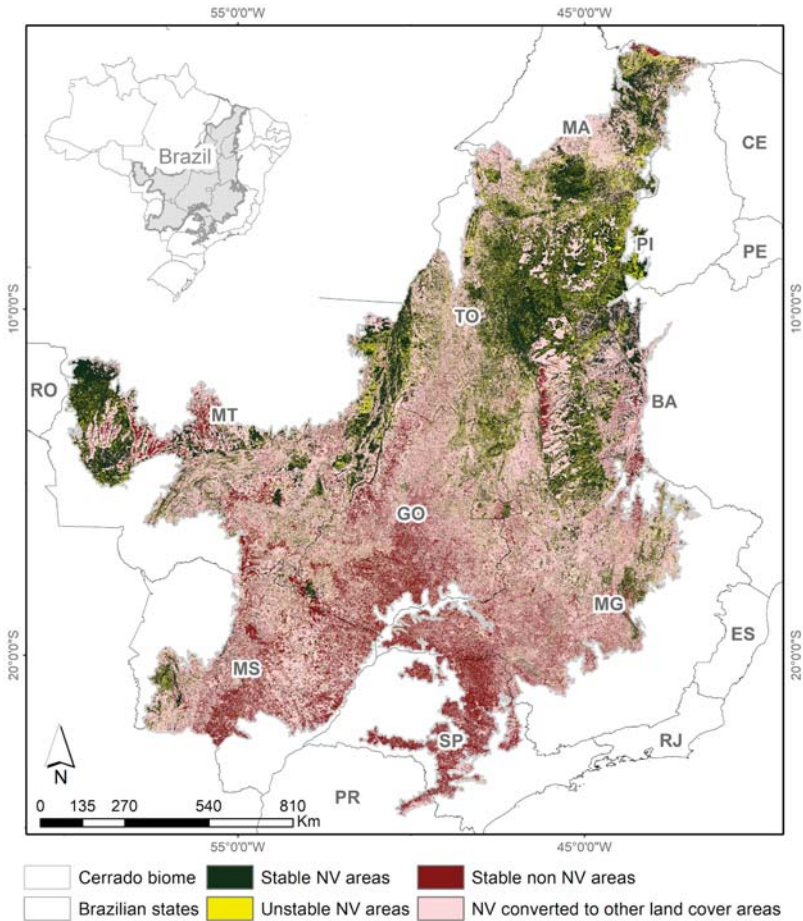 55°0'0"W 45°0'0"W
Brazil
MA
CE
PI
PE
TO
10°0'0"S 10°0'0"S
RO
MT
BA
GO
MG
ES
20°0'0"S 20°0'0"S
MS
SP
RJ
N
PR
0 135 270 540 810
Km
55°0'0"W 45°0'0"W
Cerrado biome Stable NV areas Stable non NV areas
Brazilian states Unstable NV areas NV converted to other land cover areas